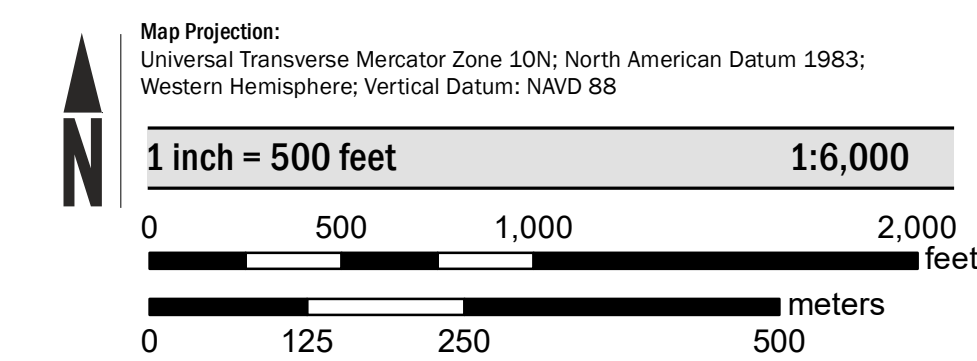 Map Projection:
Universal Transverse Mercator Zone 10N; North American Datum 1983;
Western Hemisphere; Vertical Datum: NAVD 88
N
1 inch = 500 feet 1:6,000
0 500 1,000 2,000
feet
meters
0 125 250 500